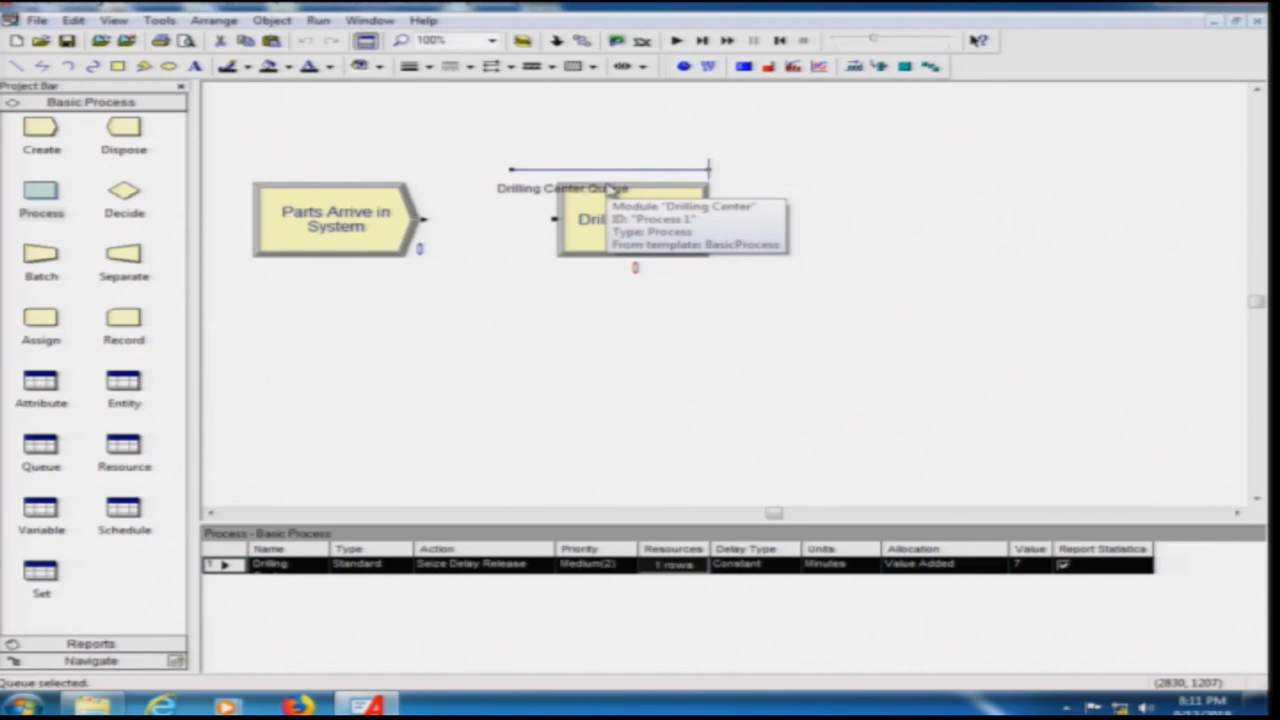 File Edit View Tools Arrange Object Run Window Help
100%
Project Bar
Basic Process
Create Dispose
Process Decide
Batch Separate
Assign Record
Attribute Entity
Queue Resource
Variable Schedule
Set
Reports
Navigate
Parts Arrive in
System
0
Drilling Center Queue
Dril
Module "Drilling Center"
ID: "Process 1"
Type: Process
From template: BasicProcess
0
Process - Basic Process
Name Type Action Priority Resources Delay Type Units Allocation Value Report Statistics
1 Drilling Standard Seize Delay Release Medium(2) 1 rows Constant Minutes Value Added 7
Queue selected.
(2830, 1207)
8:11 PM